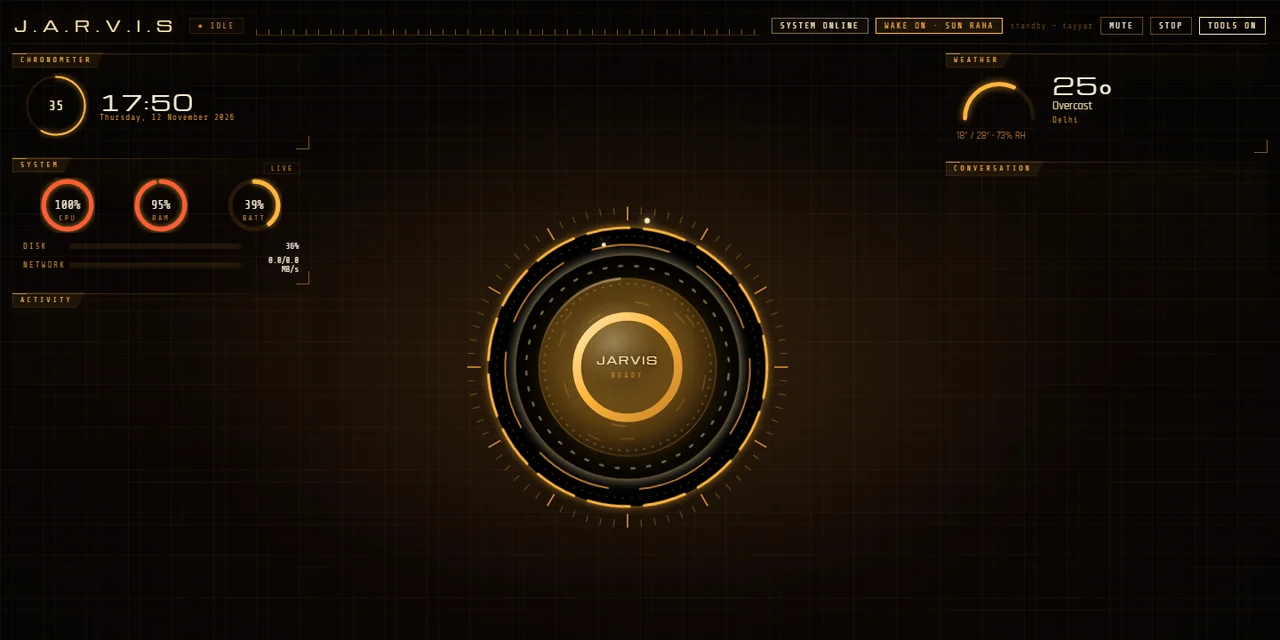 J.A.R.V.I.S
IDLE
SYSTEM ONLINE
WAKE ON · SUN RAHA
standby — tayyar
MUTE
STOP
TOOLS ON
CHRONOMETER
35
17:50
Thursday, 12 November 2026
SYSTEM
LIVE
100%
CPU
95%
RAM
39%
BATT
DISK
36%
NETWORK
0.0/0.0
MB/s
ACTIVITY
JARVIS
READY
WEATHER
25°
Overcast
Delhi
18° / 28° · 73% RH
CONVERSATION